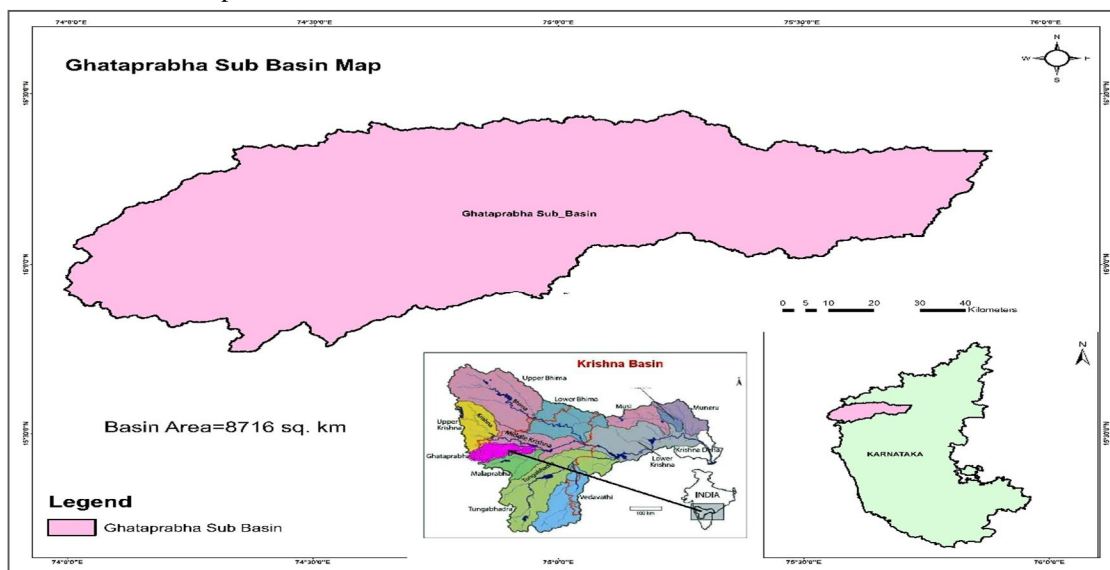 74°0'0"E 74°30'0"E 75°0'0"E 75°30'0"E 76°0'0"E
Ghataprabha Sub Basin Map
N
W
S
Ghataprabha Sub_Basin
0 5 10 20 30 40
Kilometers
Krishna Basin
Upper Bhima
Bhima
Lower Bhima
Musi
Muneru
Upper Krishna
Krishna
Middle Krishna
Ghataprabha
Malaprabha
Tungabhadra
Lower Krishna
Krishna Delta
Vedavathi
Tungabhadra
100 km
INDIA
N
KARNATAKA
Basin Area=8716 sq. km
Legend
Ghataprabha Sub Basin
74°0'0"E 74°30'0"E 75°0'0"E 75°30'0"E 76°0'0"E